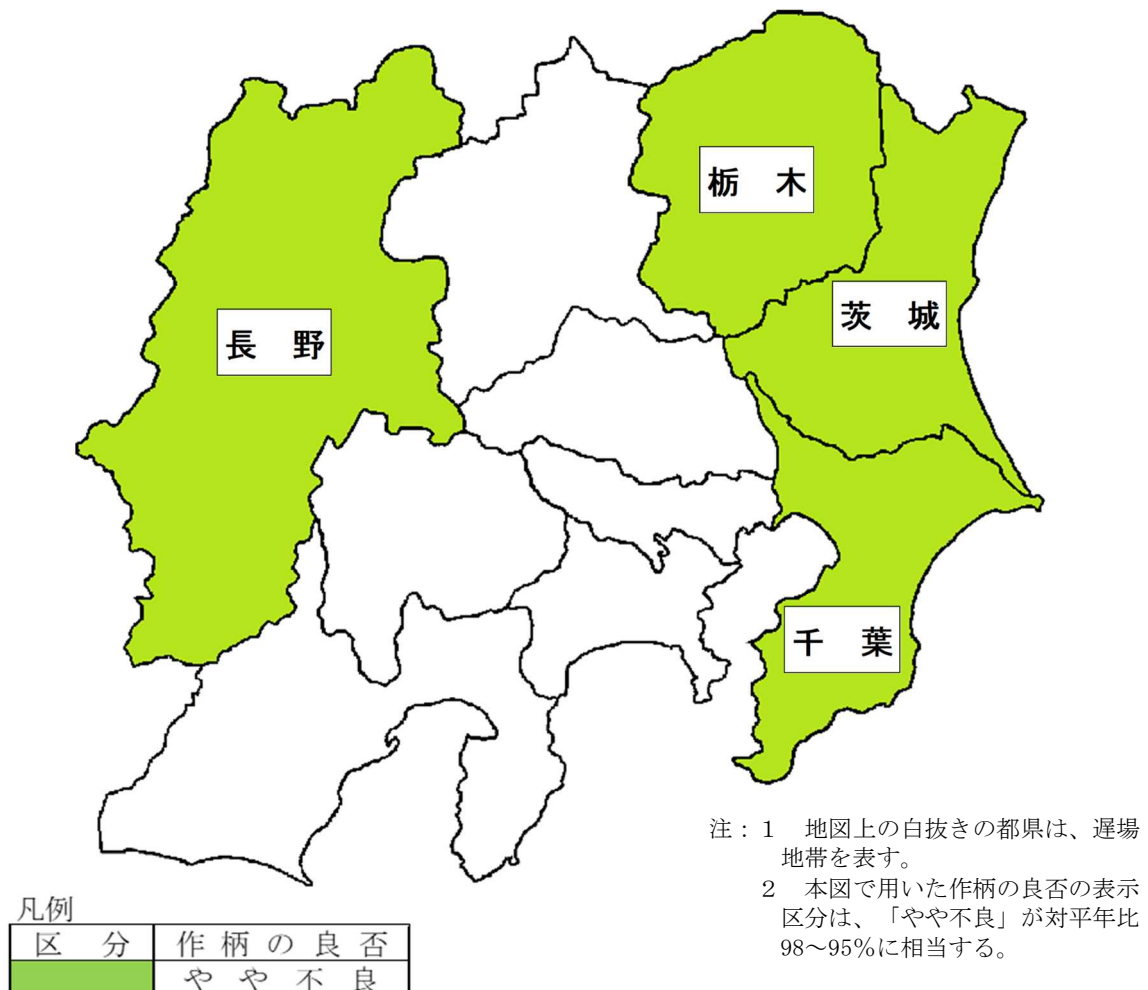 栃 木
茨 城
長 野
千 葉
注：１ 地図上の白抜きの都県は、遅場
地帯を表す。
２ 本図で用いた作柄の良否の表示
区分は、「やや不良」が対平年比
98～95％に相当する。
凡例
区 分 作 柄 の 良 否
や や 不 良